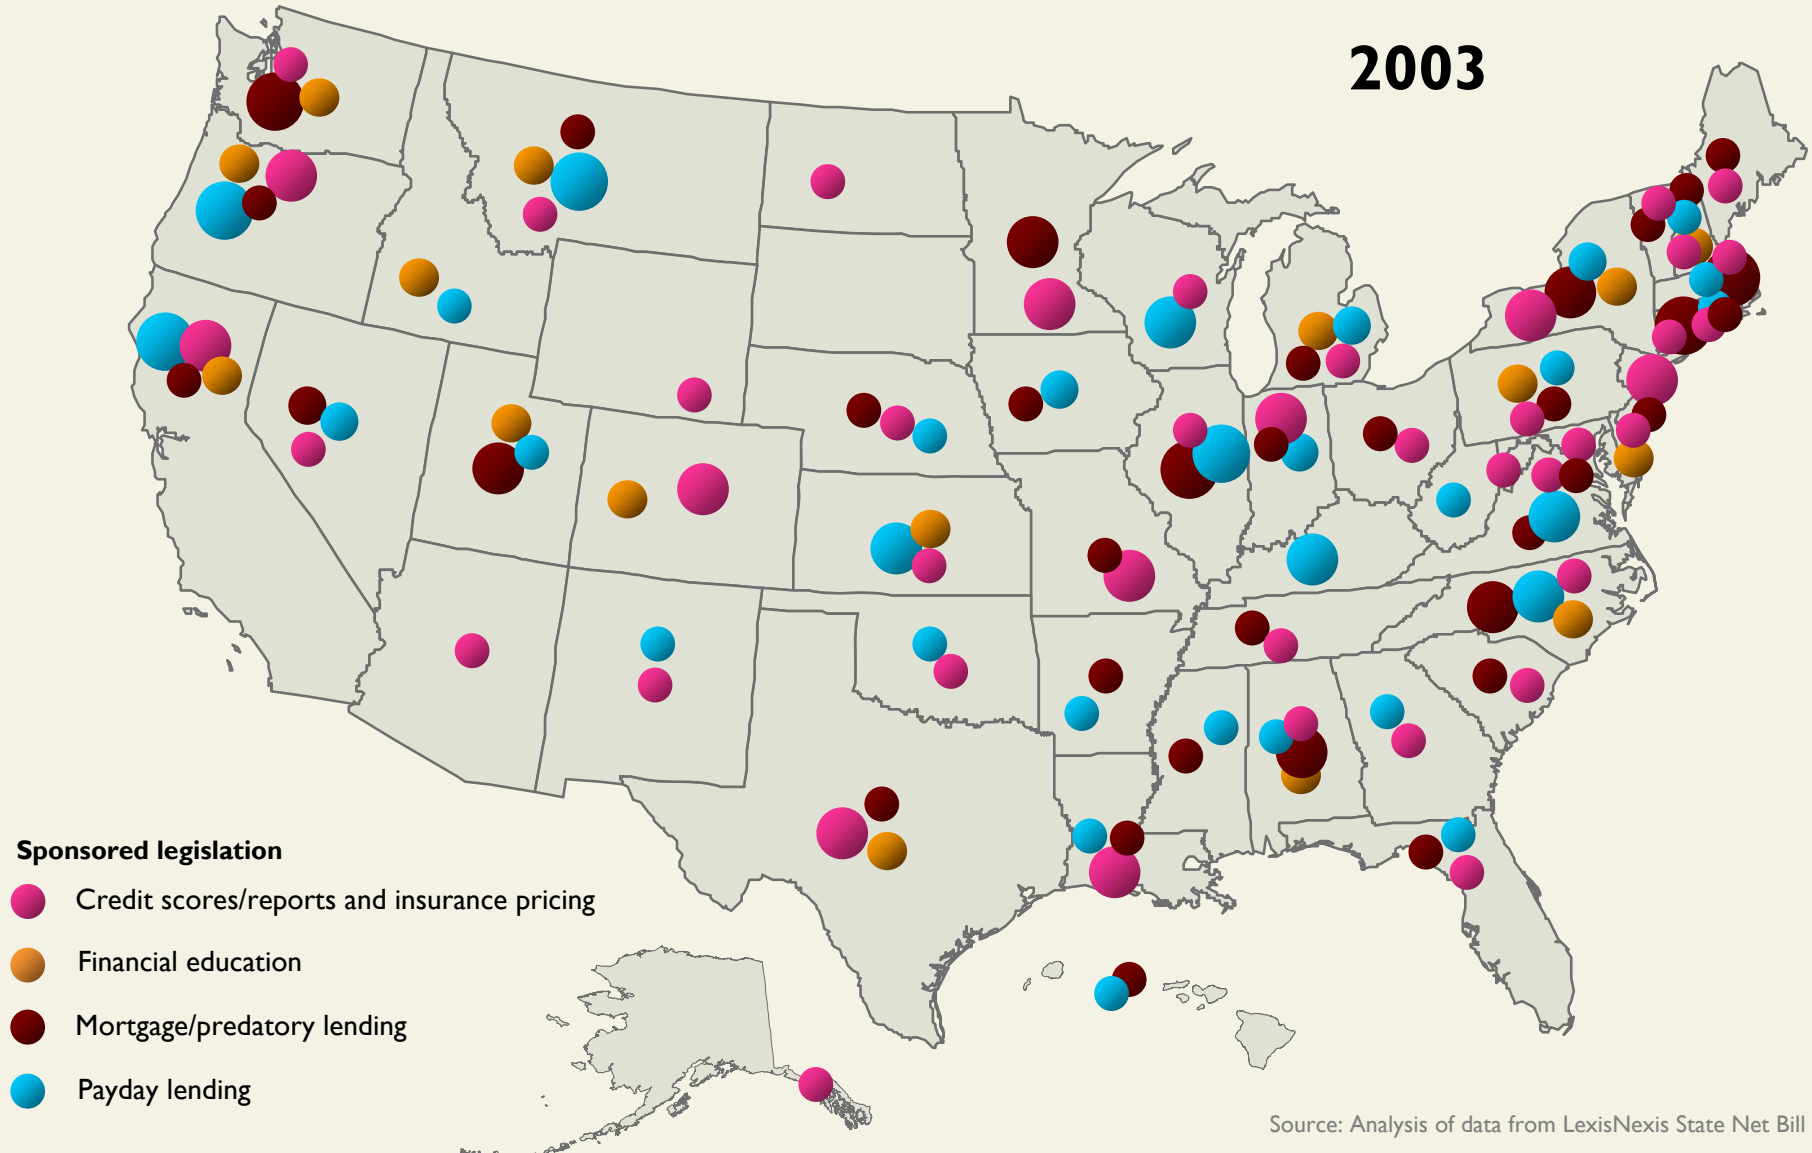 2003
Sponsored legislation
Credit scores/reports and insurance pricing
Financial education
Mortgage/predatory lending
Payday lending
Source: Analysis of data from LexisNexis State Net Bill